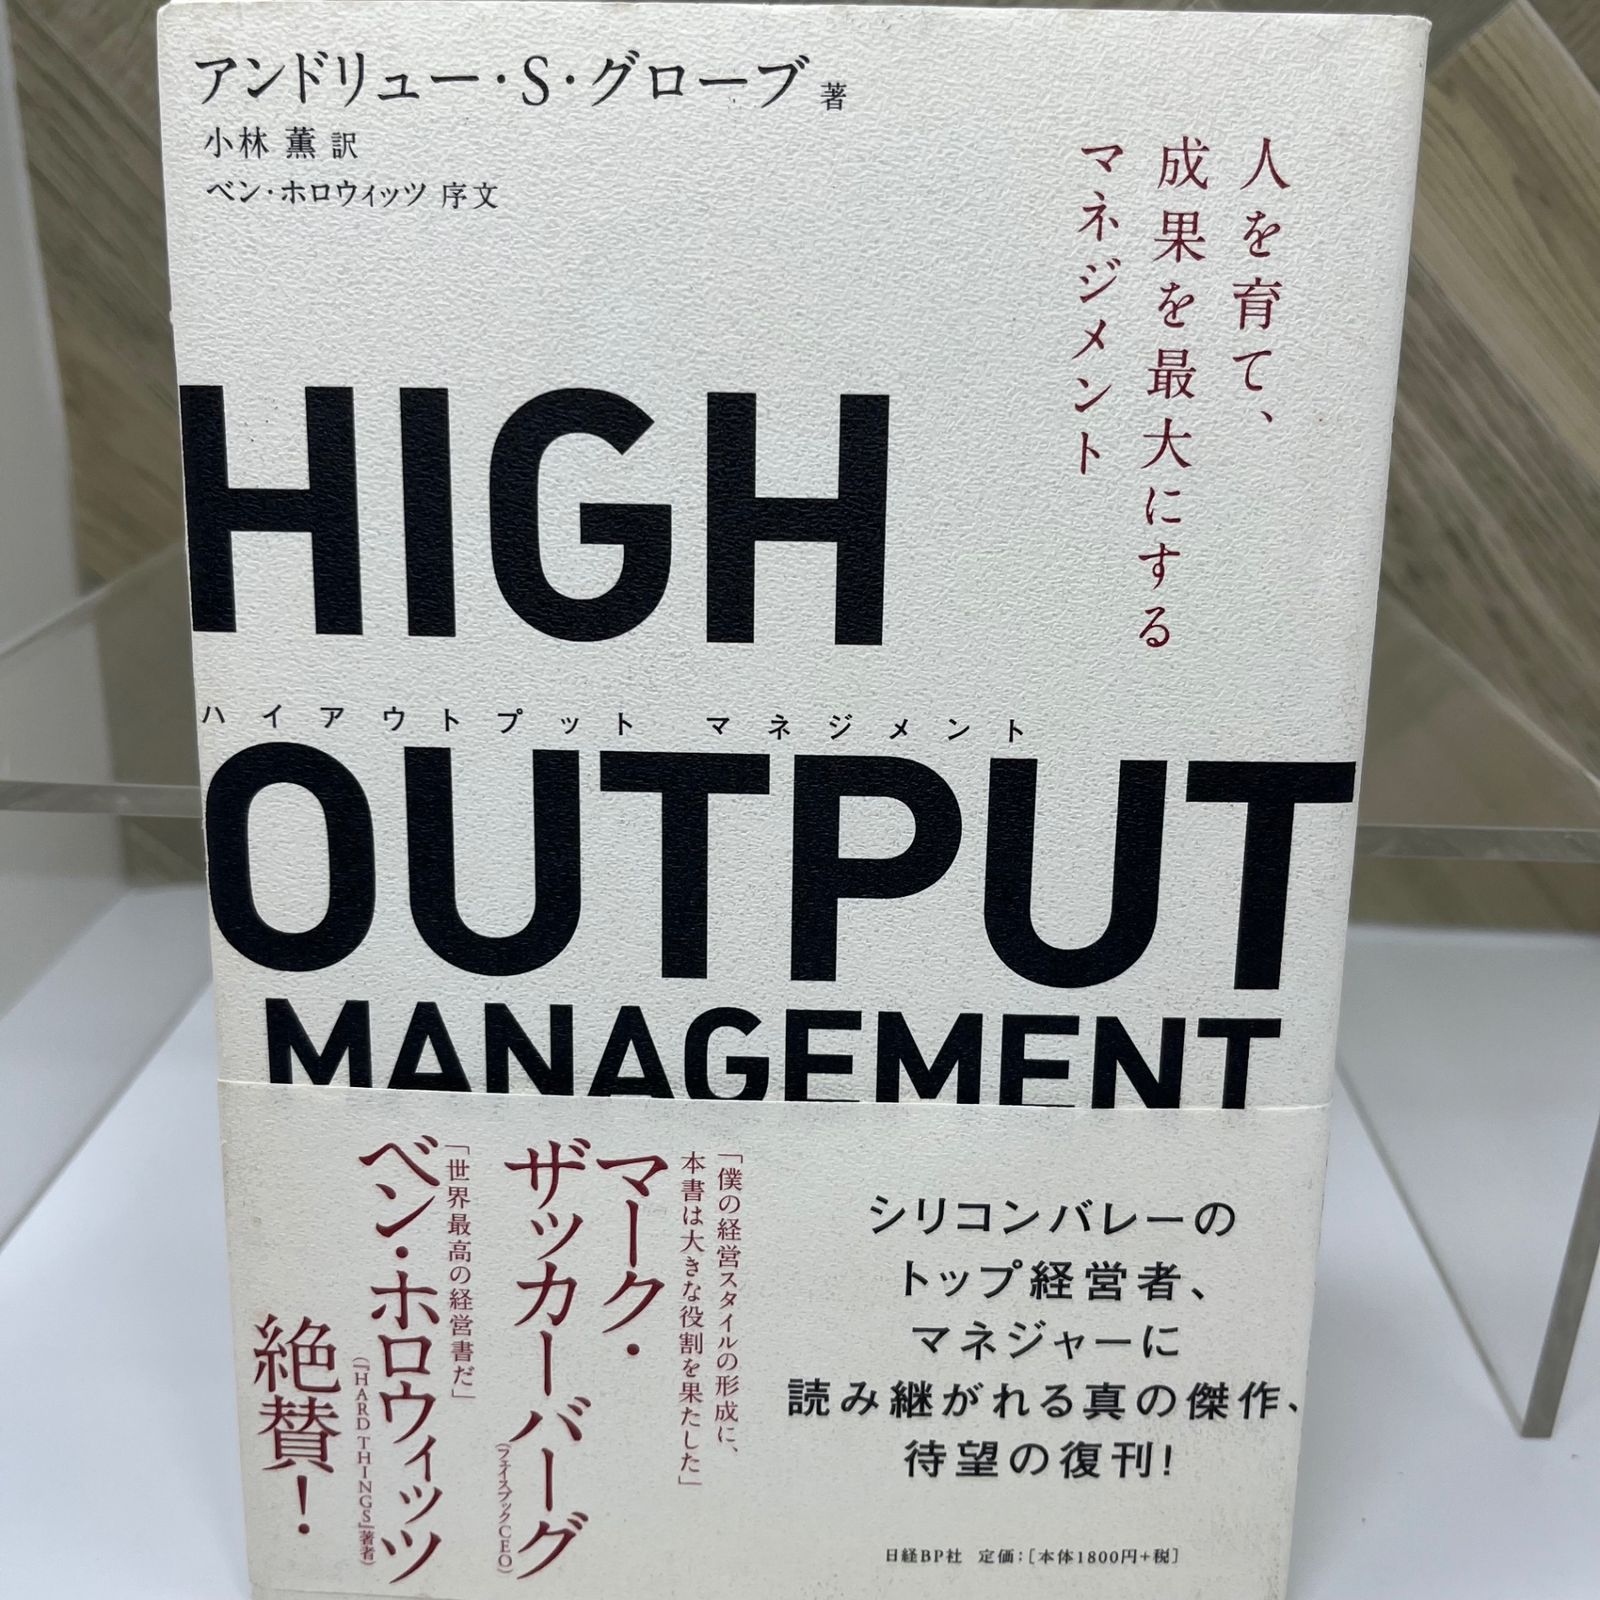 アンドリュー・S・グローブ 著
小林 薫 訳
ベン・ホロウィッツ 序文
人を育て、
成果を最大にする
マネジメント
HIGH
ハイアウトプット マネジメント
OUTPUT
MANAGEMENT
シリコンバレーの
トップ経営者、
マネジャーに
読み継がれる真の傑作、
待望の復刊!
「僕の経営スタイルの形成に、
本書は大きな役割を果たした」
マーク・
ザッカーバーグ
(フェイスブックCEO)
「世界最高の経営書だ」
ベン・ホロウィッツ
(『HARD THINGS』著者)
絶賛!
日経BP社 定価:[本体1800円+税]